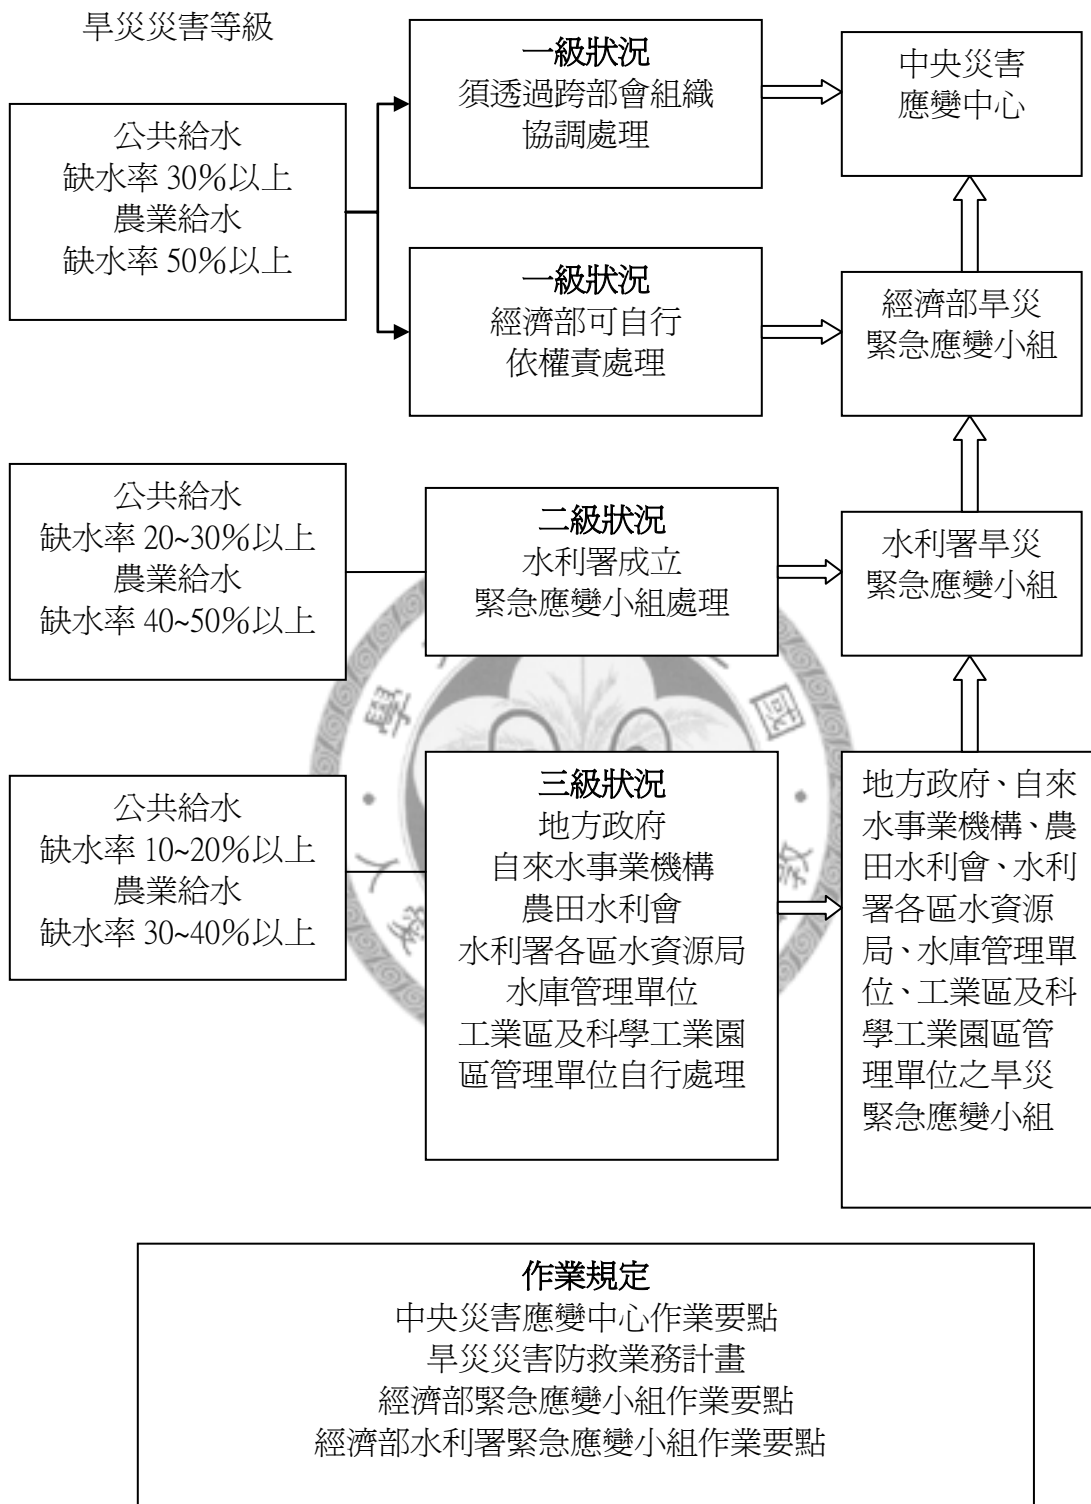 旱災災害等級
公共給水
缺水率 30%以上
農業給水
缺水率 50%以上
一級狀況
須透過跨部會組織
協調處理
中央災害
應變中心
一級狀況
經濟部可自行
依權責處理
經濟部旱災
緊急應變小組
公共給水
缺水率 20~30%以上
農業給水
缺水率 40~50%以上
二級狀況
水利署成立
緊急應變小組處理
水利署旱災
緊急應變小組
公共給水
缺水率 10~20%以上
農業給水
缺水率 30~40%以上
三級狀況
地方政府
自來水事業機構
農田水利會
水利署各區水資源局
水庫管理單位
工業區及科學工業園
區管理單位自行處理
地方政府、自來
水事業機構、農
田水利會、水利
署各區水資源
局、水庫管理單
位、工業區及科
學工業園區管
理單位之旱災
緊急應變小組
作業規定
中央災害應變中心作業要點
旱災災害防救業務計畫
經濟部緊急應變小組作業要點
經濟部水利署緊急應變小組作業要點
學
國
人